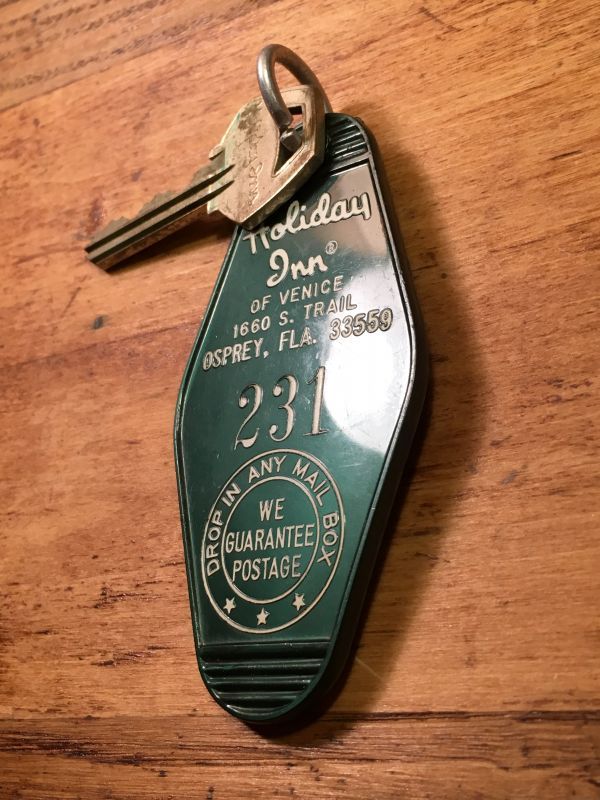 Holiday
Inn®
OF VENICE
1660 S. TRAIL
OSPREY, FLA. 33559
231
DROP IN ANY MAIL BOX
WE
GUARANTEE
POSTAGE